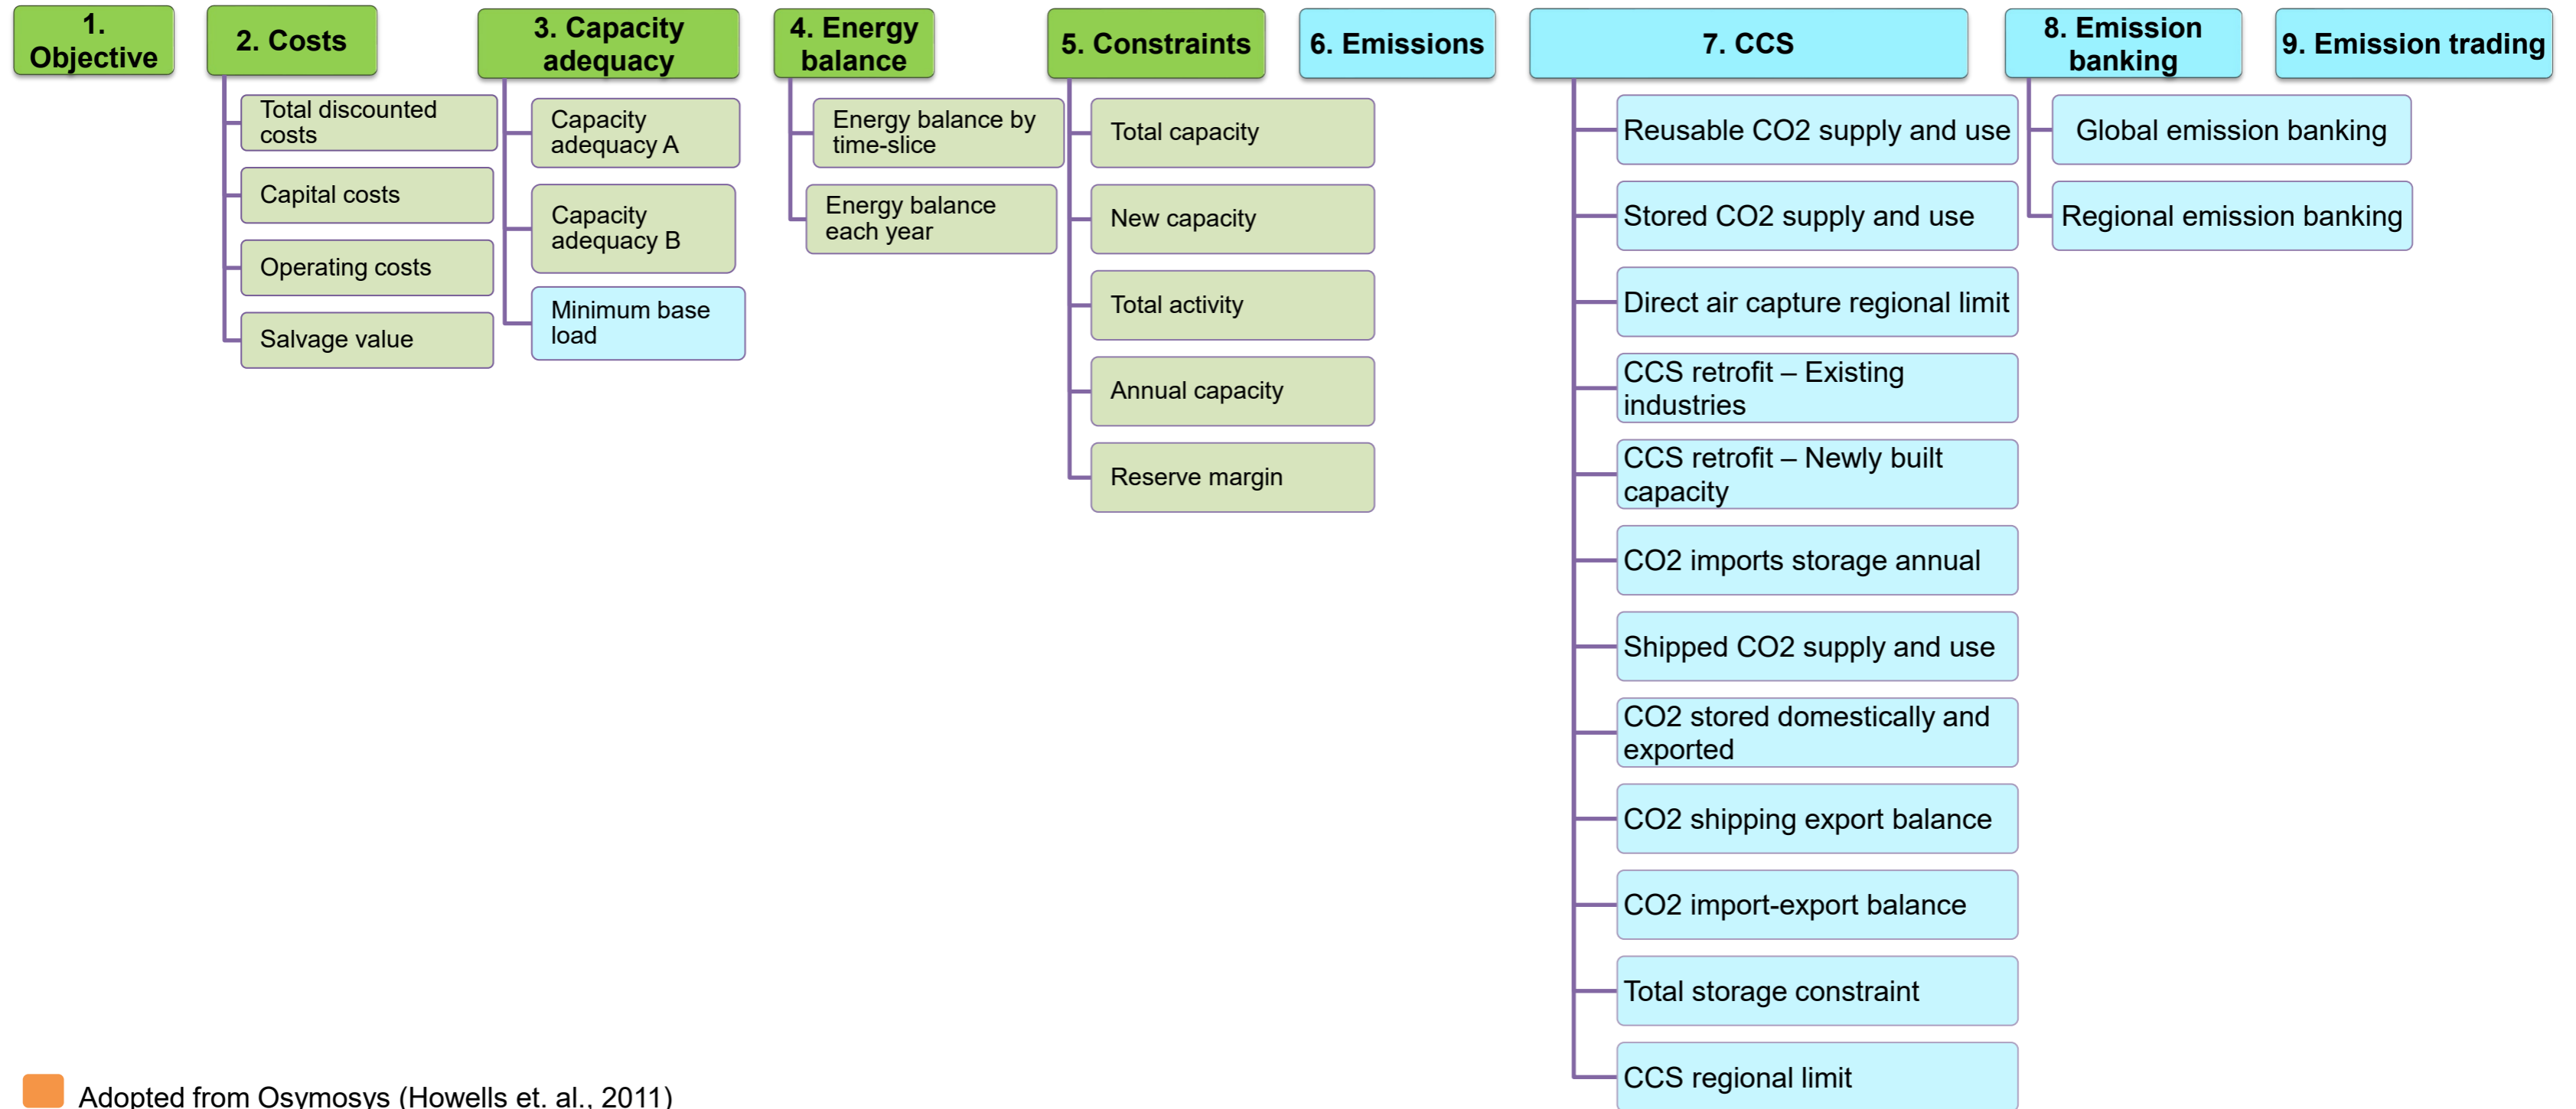 1.
Objective
2. Costs
Total discounted
costs
Capital costs
Operating costs
Salvage value
3. Capacity
adequacy
Capacity
adequacy A
Capacity
adequacy B
Minimum base
load
4. Energy
balance
Energy balance by
time-slice
Energy balance
each year
5. Constraints
Total capacity
New capacity
Total activity
Annual capacity
Reserve margin
6. Emissions
7. CCS
Reusable CO2 supply and use
Stored CO2 supply and use
Direct air capture regional limit
CCS retrofit – Existing
industries
CCS retrofit – Newly built
capacity
CO2 imports storage annual
Shipped CO2 supply and use
CO2 stored domestically and
exported
CO2 shipping export balance
CO2 import-export balance
Total storage constraint
CCS regional limit
8. Emission
banking
Global emission banking
Regional emission banking
9. Emission trading
Adopted from Osymosys (Howells et. al., 2011)